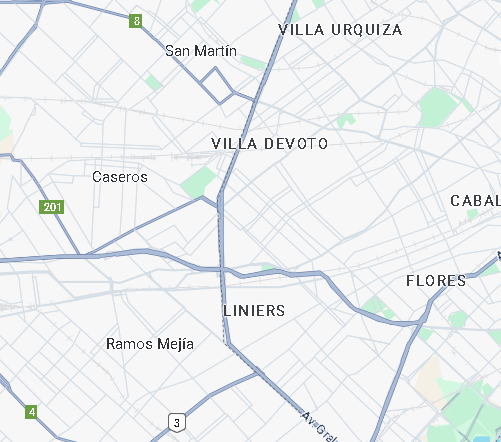 8
VILLA URQUIZA
San Martín
VILLA DEVOTO
Caseros
201
CABAL
FLORES
LINIERS
Ramos Mejía
4
3
Av. Gral